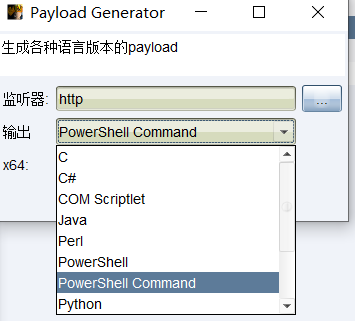 Payload Generator
生成各种语言版本的payload
监听器: http ...
输出 PowerShell Command
x64:
C
C#
COM Scriptlet
Java
Perl
PowerShell
PowerShell Command
Python